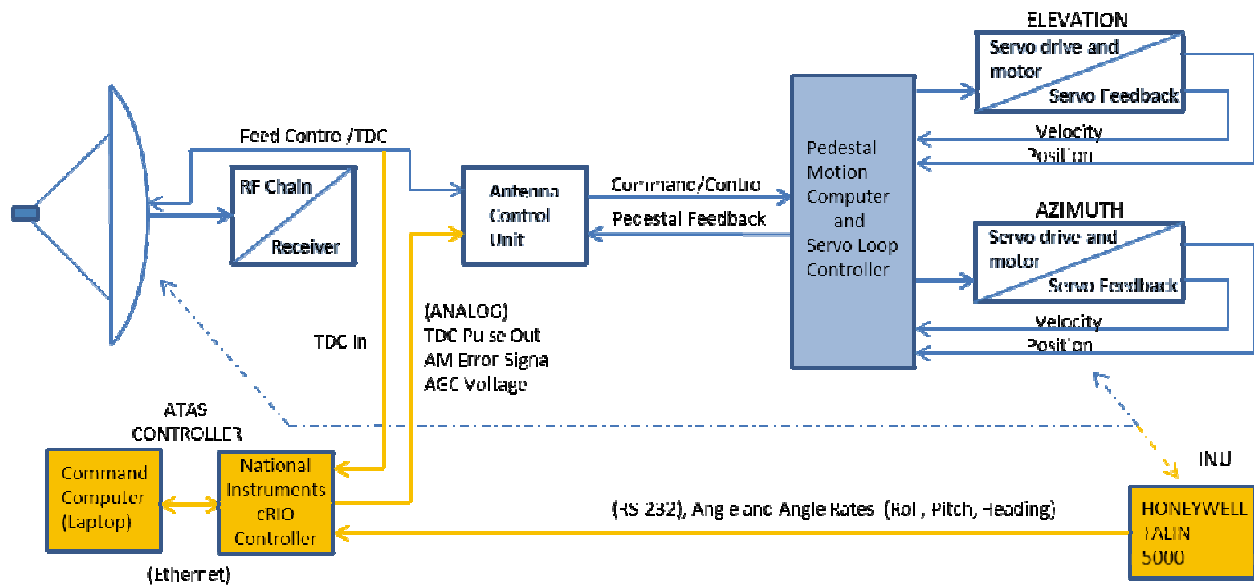 ELEVATION
Servo drive and
motor
Servo Feedback
Velocity
Position
Feed Control/TDC
RF Chain
Receiver
Antenna
Control
Unit
Command/Control
Pedestal Feedback
Pedestal
Motion
Computer
and
Servo Loop
Controller
AZIMUTH
Servo drive and
motor
Servo Feedback
Velocity
Position
TDC In
(ANALOG)
TDC Pulse Out
AM Error Signal
AGC Voltage
ATAS
CONTROLLER
Command
Computer
(Laptop)
(Ethernet)
National
Instruments
cRIO
Controller
(RS 232), Angle and Angle Rates (Roll, Pitch, Heading)
INU
HONEYWELL
TALIN
5000